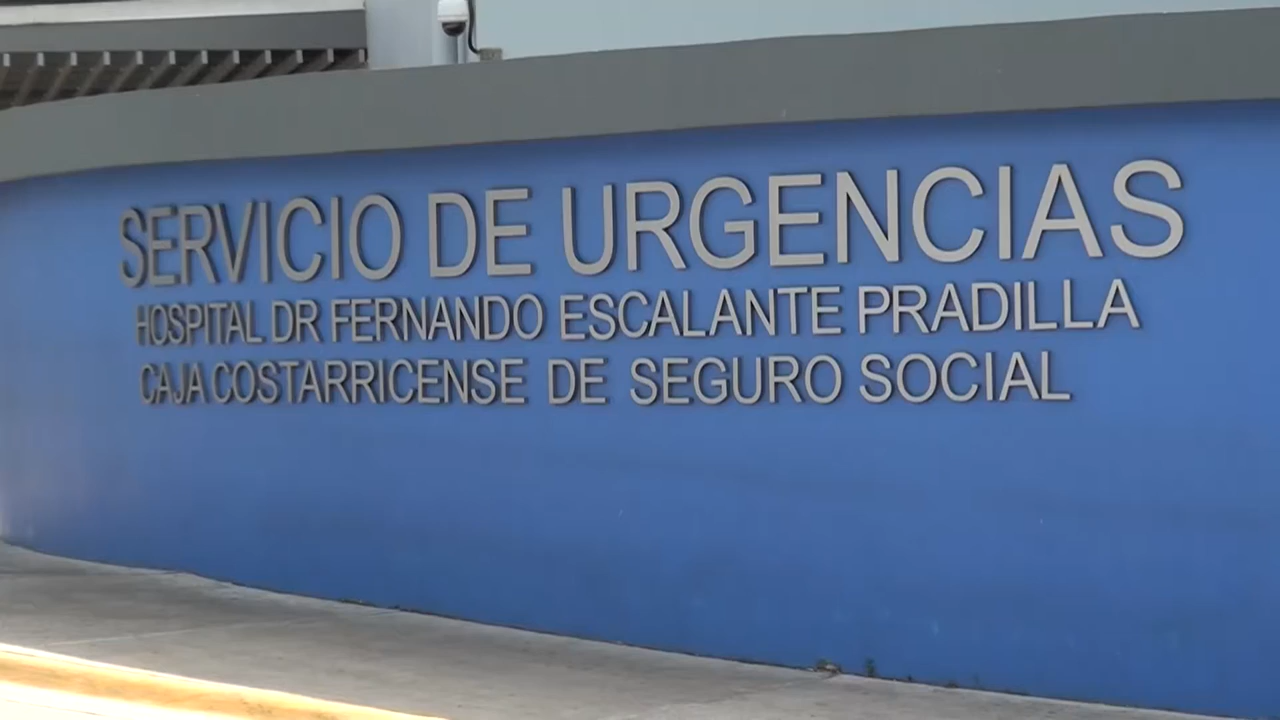 SERVICIO DE URGENCIAS
HOSPITAL DR FERNANDO ESCALANTE PRADILLA
CAJA COSTARRICENSE DE SEGURO SOCIAL